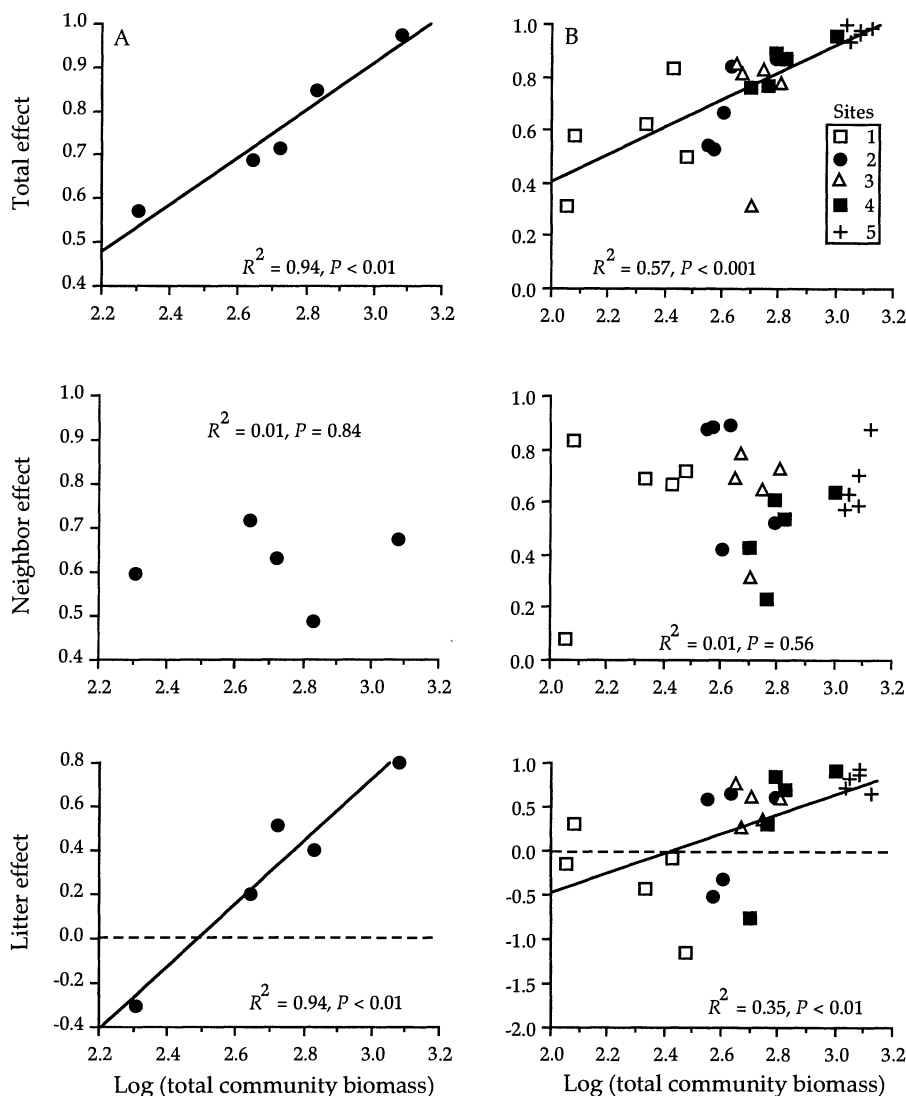 A
Total effect
1.0
0.9
0.8
0.7
0.6
0.5
0.4
R² = 0.94, P < 0.01
2.2 2.4 2.6 2.8 3.0 3.2
B
1.0
0.8
0.6
0.4
0.2
0.0
Sites
1
2
3
4
5
R² = 0.57, P < 0.001
2.0 2.2 2.4 2.6 2.8 3.0 3.2
Neighbor effect
1.0
0.9
0.8
0.7
0.6
0.5
0.4
R² = 0.01, P = 0.84
2.2 2.4 2.6 2.8 3.0 3.2
1.0
0.8
0.6
0.4
0.2
0.0
R² = 0.01, P = 0.56
2.0 2.2 2.4 2.6 2.8 3.0 3.2
Litter effect
0.8
0.6
0.4
0.2
0.0
-0.2
-0.4
R² = 0.94, P < 0.01
2.2 2.4 2.6 2.8 3.0 3.2
Log (total community biomass)
1.0
0.5
0.0
-0.5
-1.0
-1.5
-2.0
R² = 0.35, P < 0.01
2.0 2.2 2.4 2.6 2.8 3.0 3.2
Log (total community biomass)